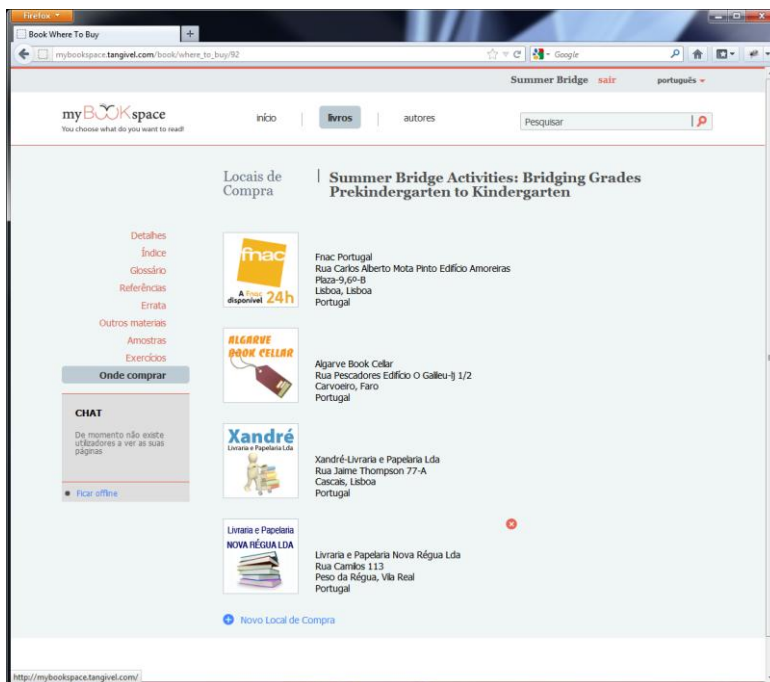 Firefox
Book Where To Buy
mybookspace.tangivel.com/book/where_to_buy/92
Google
Summer Bridge sair português
myBOOKspace
You choose what do you want to read!
início livros autores
Pesquisar
Locais de
Compra
Summer Bridge Activities: Bridging Grades
Prekindergarten to Kindergarten
Detalhes
Índice
Glossário
Referências
Errata
Outros materiais
Amostras
Exercícios
Onde comprar
CHAT
De momento não existe
utilizadores a ver as suas
páginas
Ficar offline
fnac
A Fnac
disponível 24h
Fnac Portugal
Rua Carlos Alberto Mota Pinto Edifício Amoreiras
Plaza-9,6º-B
Lisboa, Lisboa
Portugal
ALGARVE
BOOK CELLAR
Algarve Book Cellar
Rua Pescadores Edifício O Galileu-lj 1/2
Carvoeiro, Faro
Portugal
Xandré
Livraria e Papelaria Lda
Xandré-Livraria e Papelaria Lda
Rua Jaime Thompson 77-A
Cascais, Lisboa
Portugal
Livraria e Papelaria
NOVA RÉGUA LDA
Livraria e Papelaria Nova Régua Lda
Rua Camilos 113
Peso da Régua, Vila Real
Portugal
Novo Local de Compra
http://mybookspace.tangivel.com/